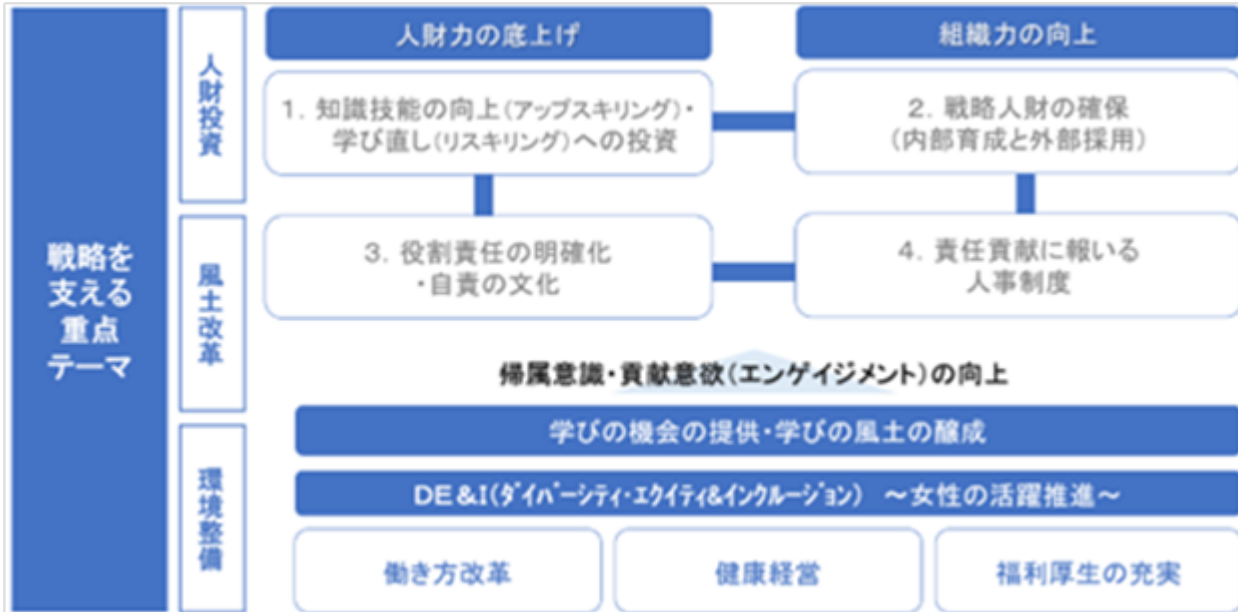 戦略を
支える
重点
テーマ
人財投資
人財力の底上げ
組織力の向上
1．知識技能の向上（アップスキリング）・
学び直し（リスキリング）への投資
2．戦略人財の確保
（内部育成と外部採用）
風土改革
3．役割責任の明確化
・自責の文化
4．責任貢献に報いる
人事制度
帰属意識・貢献意欲（エンゲイジメント）の向上
環境整備
学びの機会の提供・学びの風土の醸成
DE＆I（ﾀﾞｲﾊﾞｰｼﾃｨ・ｴｸｲﾃｨ&ｲﾝｸﾙｰｼﾞｮﾝ）　～女性の活躍推進～
働き方改革
健康経営
福利厚生の充実